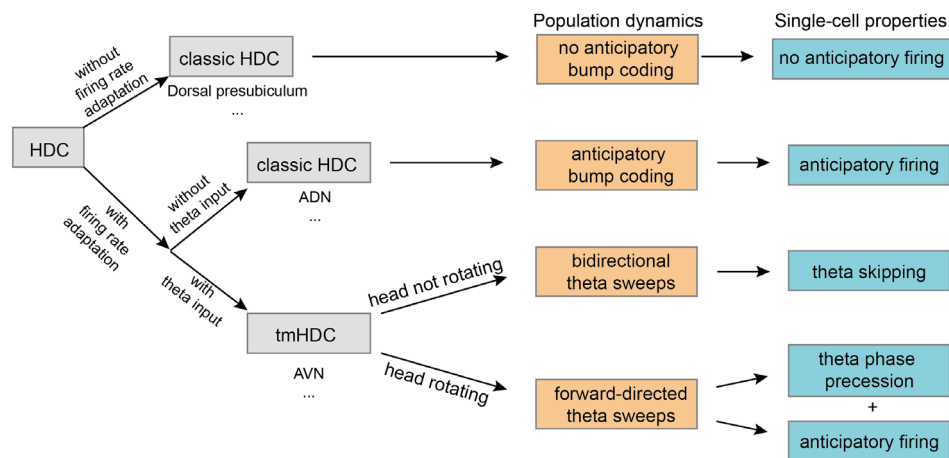 Population dynamics
Single-cell properties
without
firing rate
adaptation
classic HDC
Dorsal presubiculum
...
no anticipatory
bump coding
no anticipatory firing
HDC
with
firing rate
adaptation
without
theta input
classic HDC
ADN
...
anticipatory
bump coding
anticipatory firing
with
theta input
tmHDC
AVN
...
head not rotating
bidirectional
theta sweeps
theta skipping
head rotating
forward-directed
theta sweeps
theta phase
precession
+
anticipatory firing